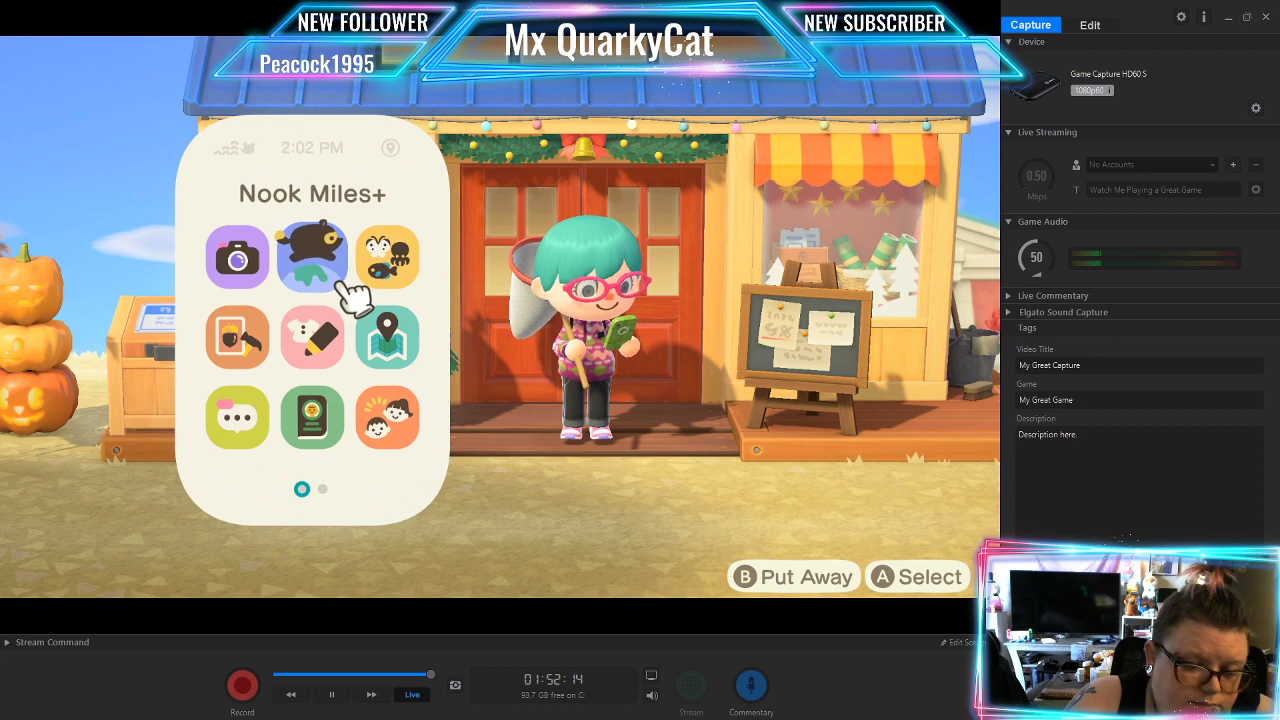 NEW FOLLOWER
Mx QuarkyCat
NEW SUBSCRIBER
Peacock1995
2:02 PM
Nook Miles+
B Put Away
A Select
Capture
Edit
Device
Game Capture HD60 S
1080p60
Live Streaming
0.50
Mbps
No Accounts
T
Watch Me Playing a Great Game
Game Audio
50
Live Commentary
Elgato Sound Capture
Tags
Video Title
My Great Capture
Game
My Great Game
Description
Description here.
Stream Command
Edit
Record
Live
01:52:14
93.7 GB free on C:
Stream
Commentary